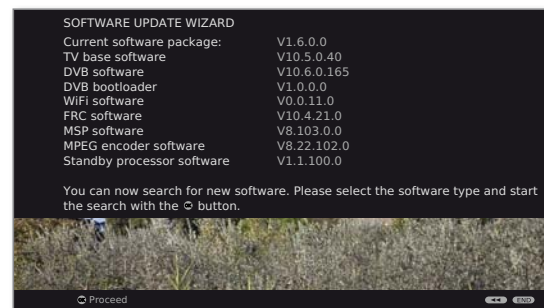 SOFTWARE UPDATE WIZARD
Current software package: V1.6.0.0
TV base software V10.5.0.40
DVB software V10.6.0.165
DVB bootloader V1.0.0.0
WiFi software V0.0.11.0
FRC software V10.4.21.0
MSP software V8.103.0.0
MPEG encoder software V8.22.102.0
Standby processor software V1.1.100.0
You can now search for new software. Please select the software type and start
the search with the OK button.
OK Proceed
END